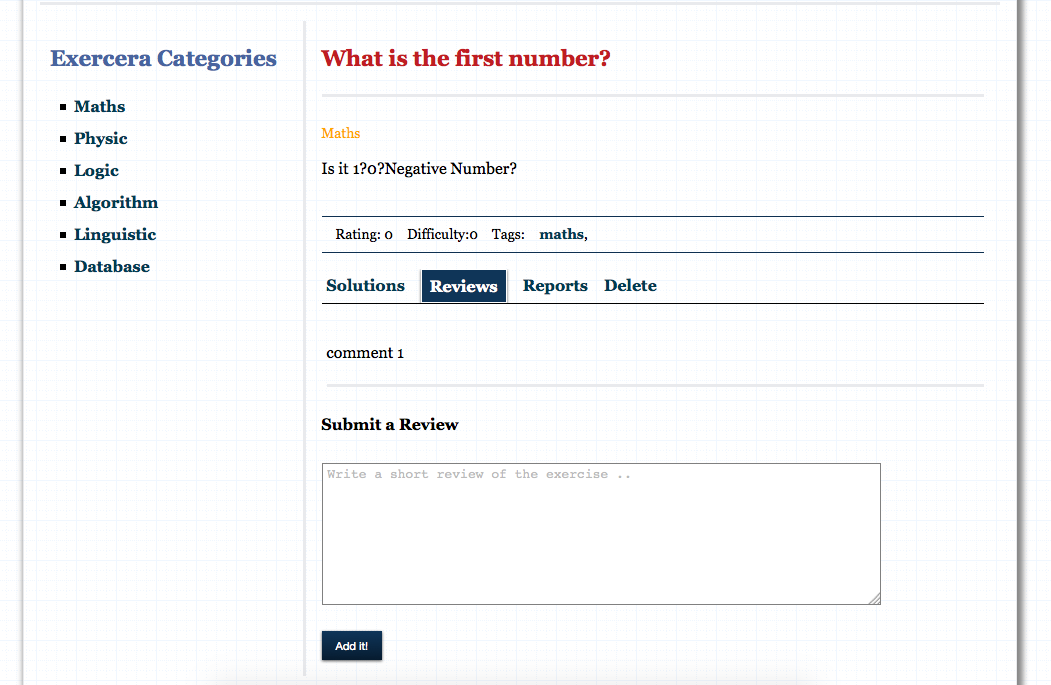 Exercera Categories
Maths
Physic
Logic
Algorithm
Linguistic
Database
What is the first number?
Maths
Is it 1?0?Negative Number?
Rating: 0 Difficulty:0 Tags: maths,
Solutions Reviews Reports Delete
comment 1
Submit a Review
Write a short review of the exercise ..
Add it!